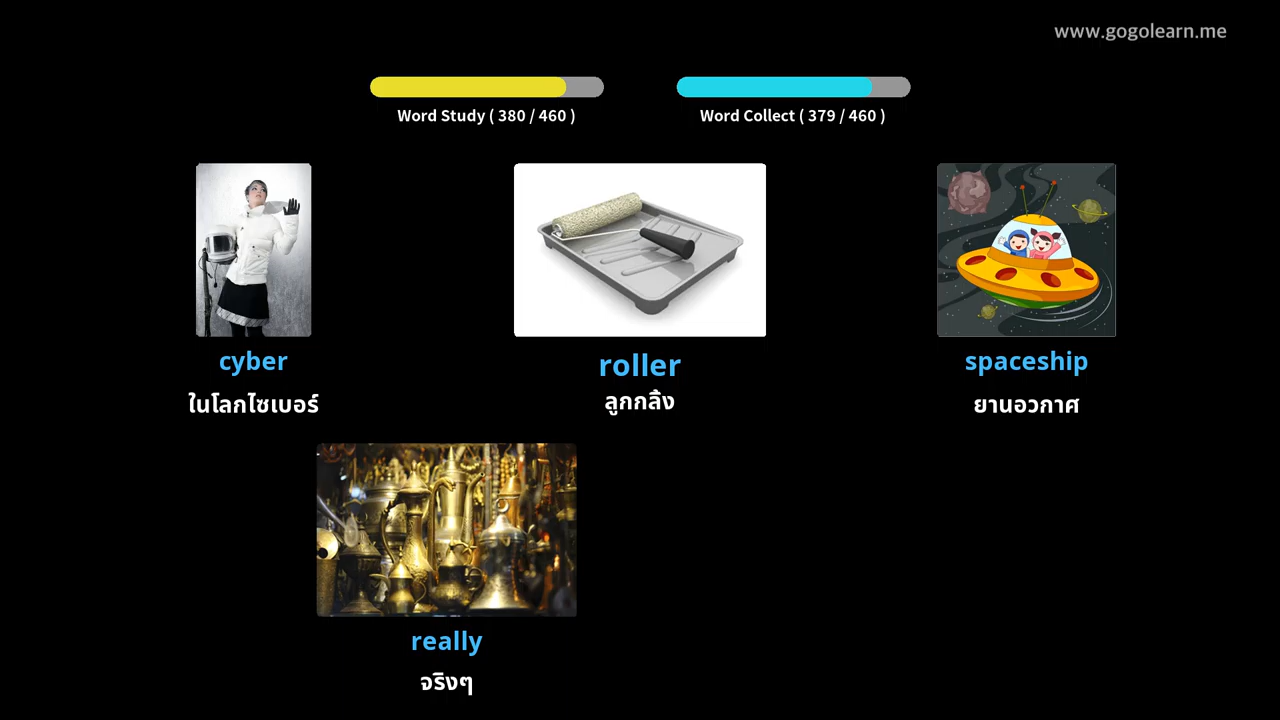 www.gogolearn.me
Word Study ( 380 / 460 )
Word Collect ( 379 / 460 )
cyber
ในโลกไซเบอร์
roller
ลูกกลิ้ง
spaceship
ยานอวกาศ
really
จริงๆ